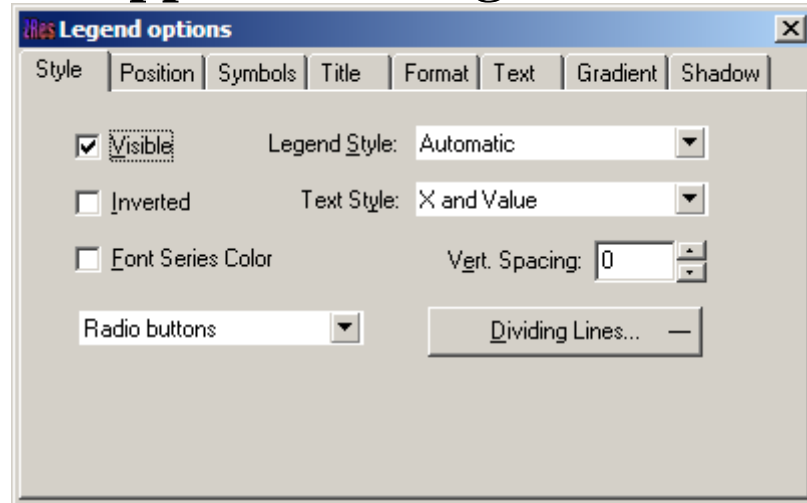 Legend options
Style Position Symbols Title Format Text Gradient Shadow
Visible Legend Style: Automatic
Inverted Text Style: X and Value
Font Series Color Vert. Spacing: 0
Radio buttons Dividing Lines...